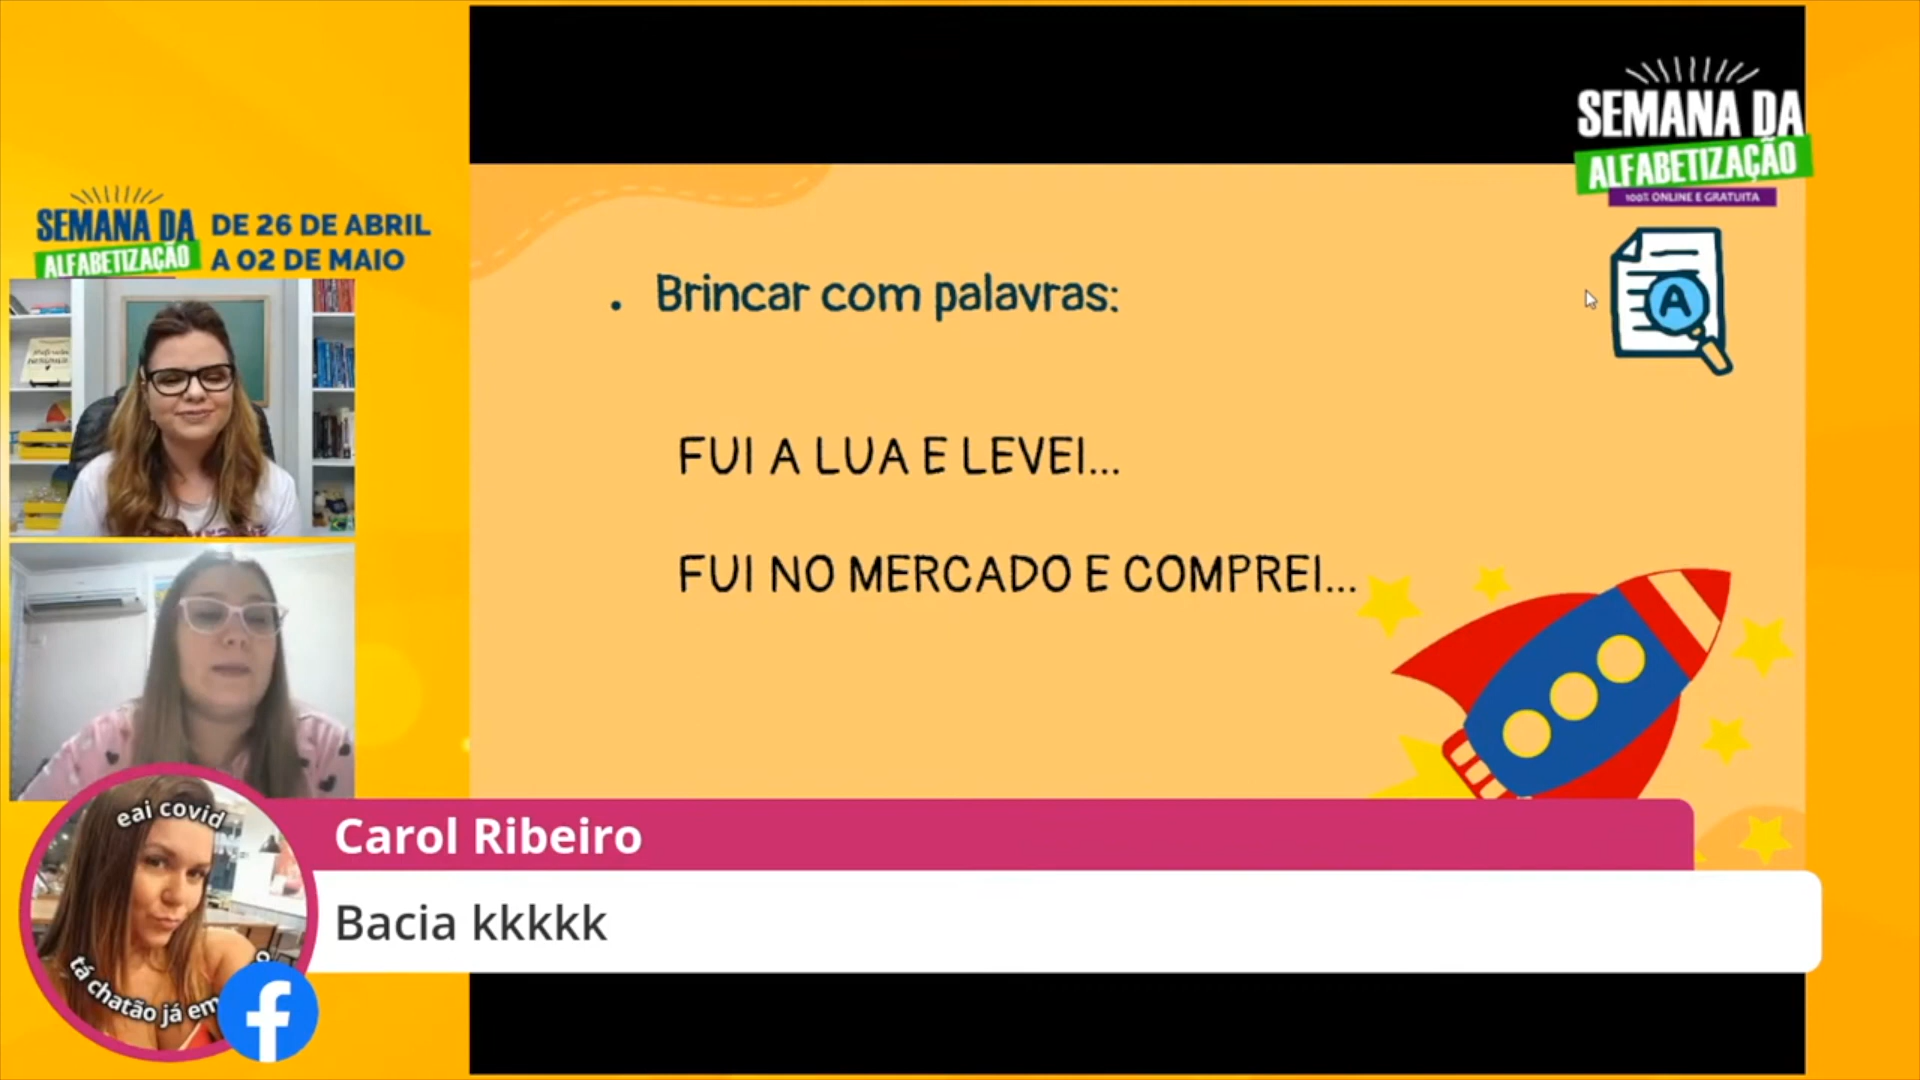 SEMANA DA
ALFABETIZAÇÃO
100% ONLINE E GRATUITA
SEMANA DA
ALFABETIZAÇÃO
DE 26 DE ABRIL
A 02 DE MAIO
. Brincar com palavras:
A
FUI A LUA E LEVEI...
FUI NO MERCADO E COMPREI...
eai covid
tá chatão já em
Carol Ribeiro
Bacia kkkkk